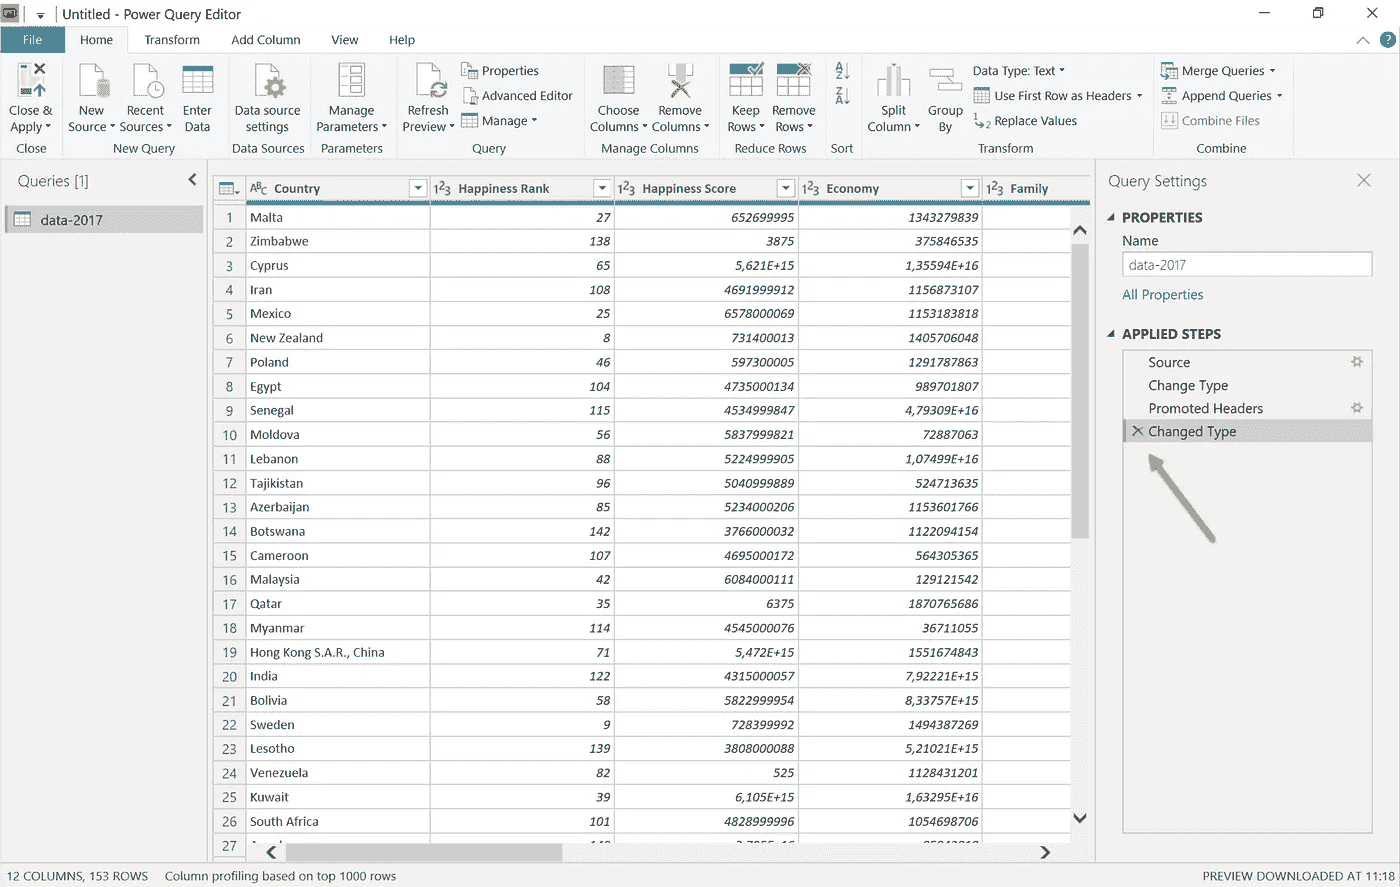 Untitled - Power Query Editor
File Home Transform Add Column View Help
Close & Apply
New Source
Recent Sources
Enter Data
Data source settings
Manage Parameters
Refresh Preview
Properties
Advanced Editor
Manage
Choose Columns
Remove Columns
Keep Rows
Remove Rows
Split Column
Group By
Data Type: Text
Use First Row as Headers
Replace Values
Merge Queries
Append Queries
Combine Files
Close New Query Data Sources Parameters Query Manage Columns Reduce Rows Sort Transform Combine
Queries [1]
data-2017
Country Happiness Rank Happiness Score Economy Family
1 Malta 27 652699995 1343279839
2 Zimbabwe 138 3875 375846535
3 Cyprus 65 5,621E+15 1,35594E+16
4 Iran 108 4691999912 1156873107
5 Mexico 25 6578000069 1153183818
6 New Zealand 8 731400013 1405706048
7 Poland 46 597300005 1291787863
8 Egypt 104 4735000134 989701807
9 Senegal 115 4534999847 4,79309E+16
10 Moldova 56 5837999821 72887063
11 Lebanon 88 5224999905 1,07499E+16
12 Tajikistan 96 5040999889 524713635
13 Azerbaijan 85 5234000206 1153601766
14 Botswana 142 3766000032 1122094154
15 Cameroon 107 4695000172 564305365
16 Malaysia 42 6084000111 129121542
17 Qatar 35 6375 1870765686
18 Myanmar 114 4545000076 36711055
19 Hong Kong S.A.R., China 71 5,472E+15 1551674843
20 India 122 4315000057 7,92221E+15
21 Bolivia 58 5822999954 8,33757E+15
22 Sweden 9 728399992 1494387269
23 Lesotho 139 3808000088 5,21021E+15
24 Venezuela 82 525 1128431201
25 Kuwait 39 6,105E+15 1,63295E+16
26 South Africa 101 4828999996 1054698706
27
Query Settings
PROPERTIES
Name
data-2017
All Properties
APPLIED STEPS
Source
Change Type
Promoted Headers
Changed Type
12 COLUMNS, 153 ROWS Column profiling based on top 1000 rows PREVIEW DOWNLOADED AT 11:18